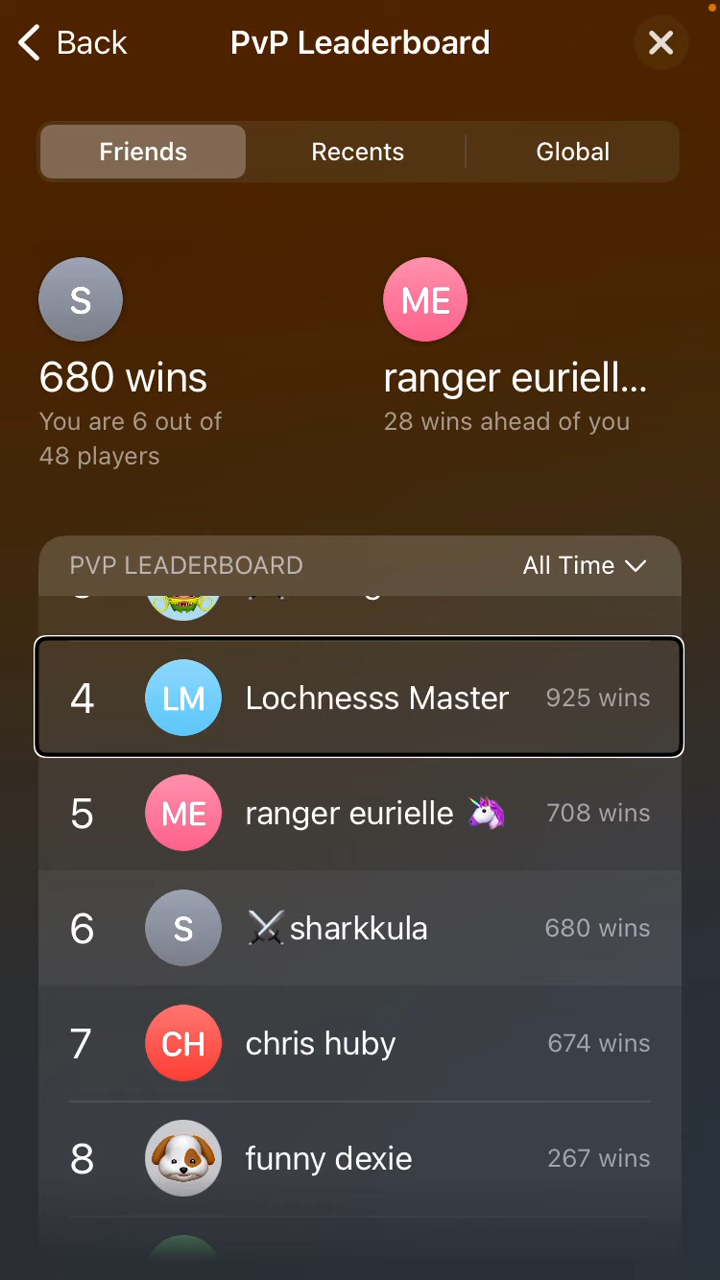 Back
PvP Leaderboard
Friends
Recents
Global
S
680 wins
You are 6 out of
48 players
ME
ranger euriell...
28 wins ahead of you
PVP LEADERBOARD
All Time
4 LM Lochnesss Master 925 wins
5 ME ranger eurielle 🦄 708 wins
6 S ⚔️sharkkula 680 wins
7 CH chris huby 674 wins
8 funny dexie 267 wins